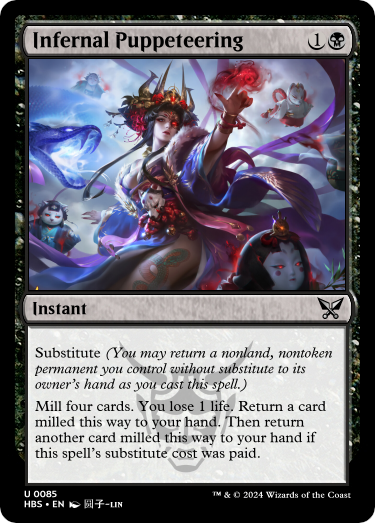 Infernal Puppeteering 1
Instant
Substitute (You may return a nonland, nontoken
permanent you control without substitute to its
owner's hand as you cast this spell.)
Mill four cards. You lose 1 life. Return a card
milled this way to your hand. Then return
another card milled this way to your hand if
this spell's substitute cost was paid.
U 0085
HBS • EN 圆子-LIN
™ & © 2024 Wizards of the Coast